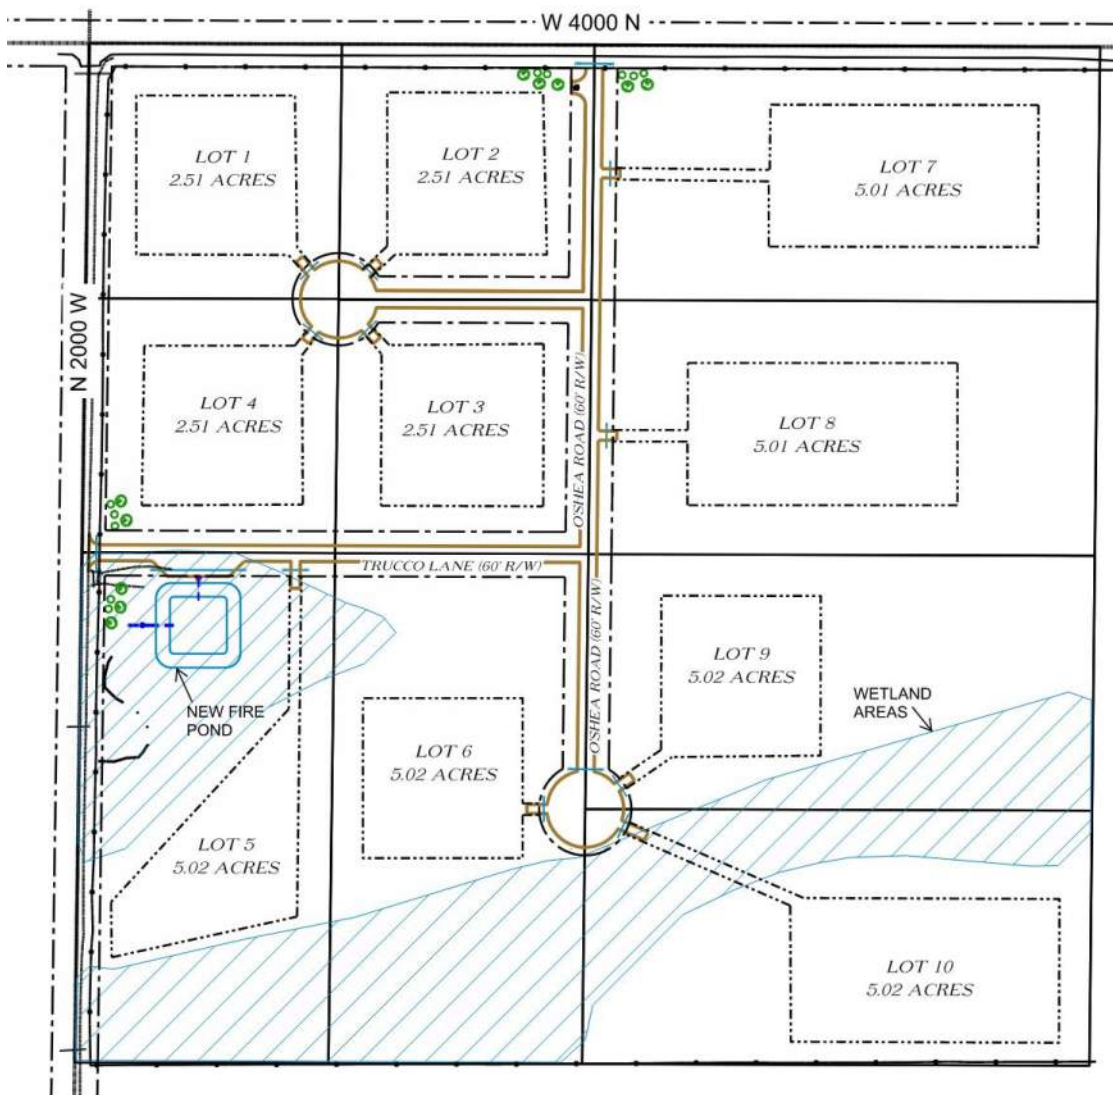 W 4000 N
LOT 1
2.51 ACRES
LOT 2
2.51 ACRES
LOT 7
5.01 ACRES
N 2000 W
LOT 4
2.51 ACRES
LOT 3
2.51 ACRES
OSHEA ROAD (60' R/W)
LOT 8
5.01 ACRES
TRUCCO LANE (60' R/W)
OSHEA ROAD (60' R/W)
LOT 9
5.02 ACRES
NEW FIRE
POND
WETLAND
AREAS
LOT 6
5.02 ACRES
LOT 5
5.02 ACRES
LOT 10
5.02 ACRES